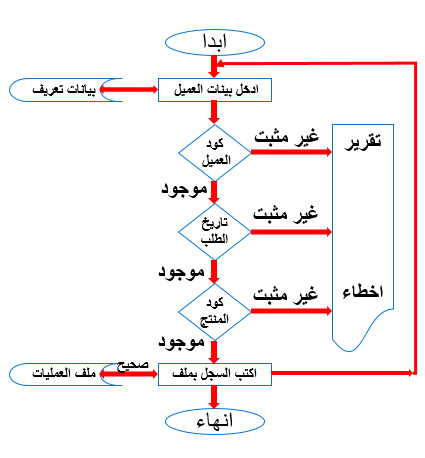 ابدا
ادخل بينات العميل
بيانات تعريف
كود
العميل
غير مثبت
تقرير
موجود
تاريخ
الطلب
غير مثبت
موجود
كود
المنتج
غير مثبت
اخطاء
موجود
اكتب السجل بملف
صحيح
ملف العمليات
انهاء